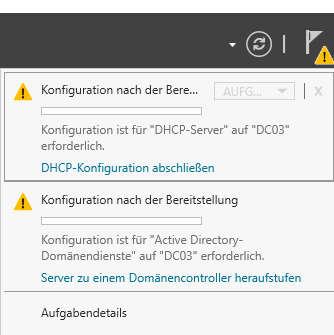 Konfiguration nach der Bere...
AUFG...
X
Konfiguration ist für "DHCP-Server" auf "DC03"
erforderlich.
DHCP-Konfiguration abschließen
Konfiguration nach der Bereitstellung
Konfiguration ist für "Active Directory-
Domänendienste" auf "DC03" erforderlich.
Server zu einem Domänencontroller heraufstufen
Aufgabendetails